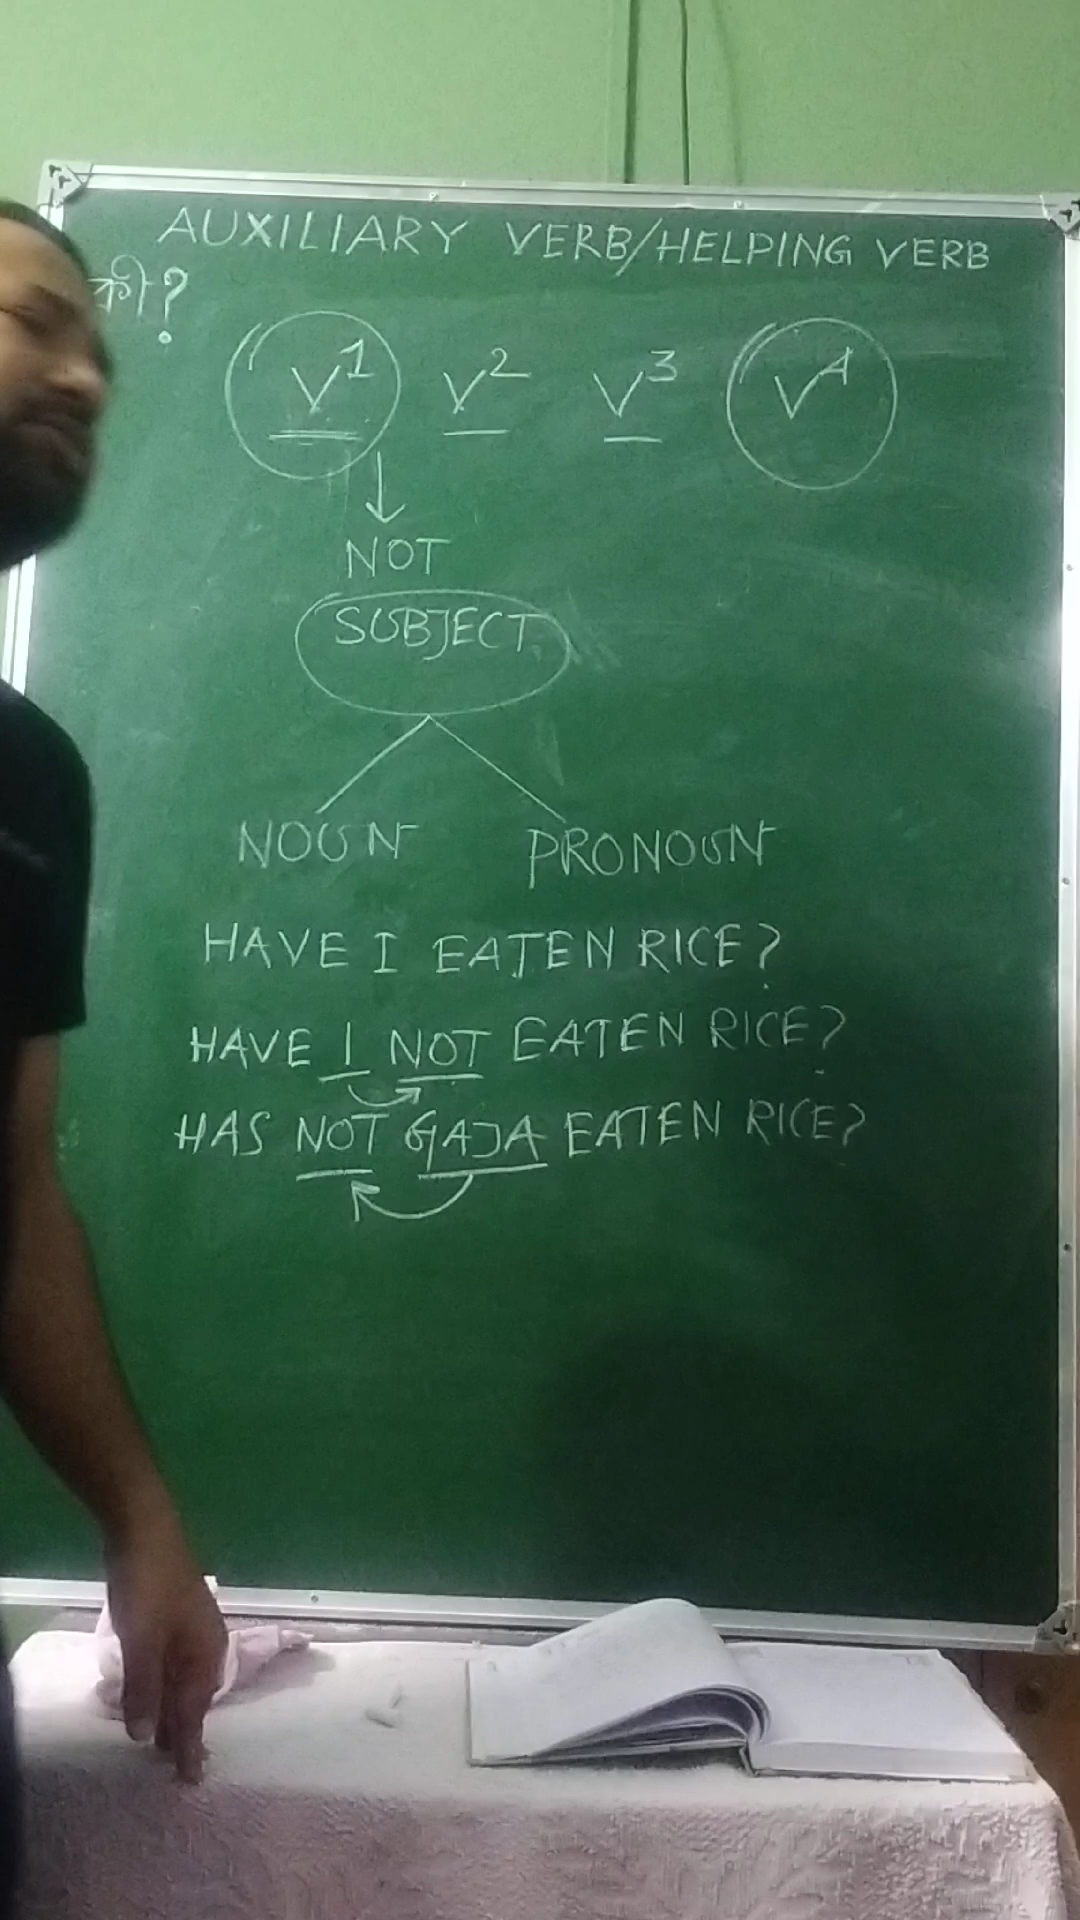 AUXILIARY VERB/HELPING VERB
की?
V1 V2 V3 V4
NOT
SUBJECT
NOUN PRONOUN
HAVE I EATEN RICE?
HAVE I NOT EATEN RICE?
HAS NOT GAJA EATEN RICE?